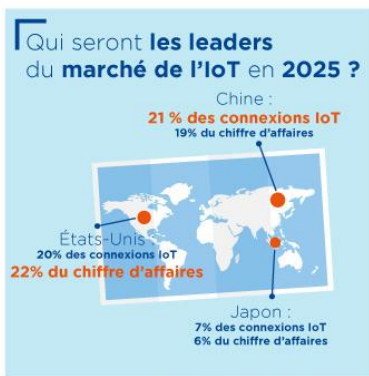 Qui seront les leaders
du marché de l'IoT en 2025 ?
Chine :
21 % des connexions IoT
19% du chiffre d'affaires
États-Unis :
20% des connexions IoT
22% du chiffre d'affaires
Japon :
7% des connexions IoT
6% du chiffre d'affaires